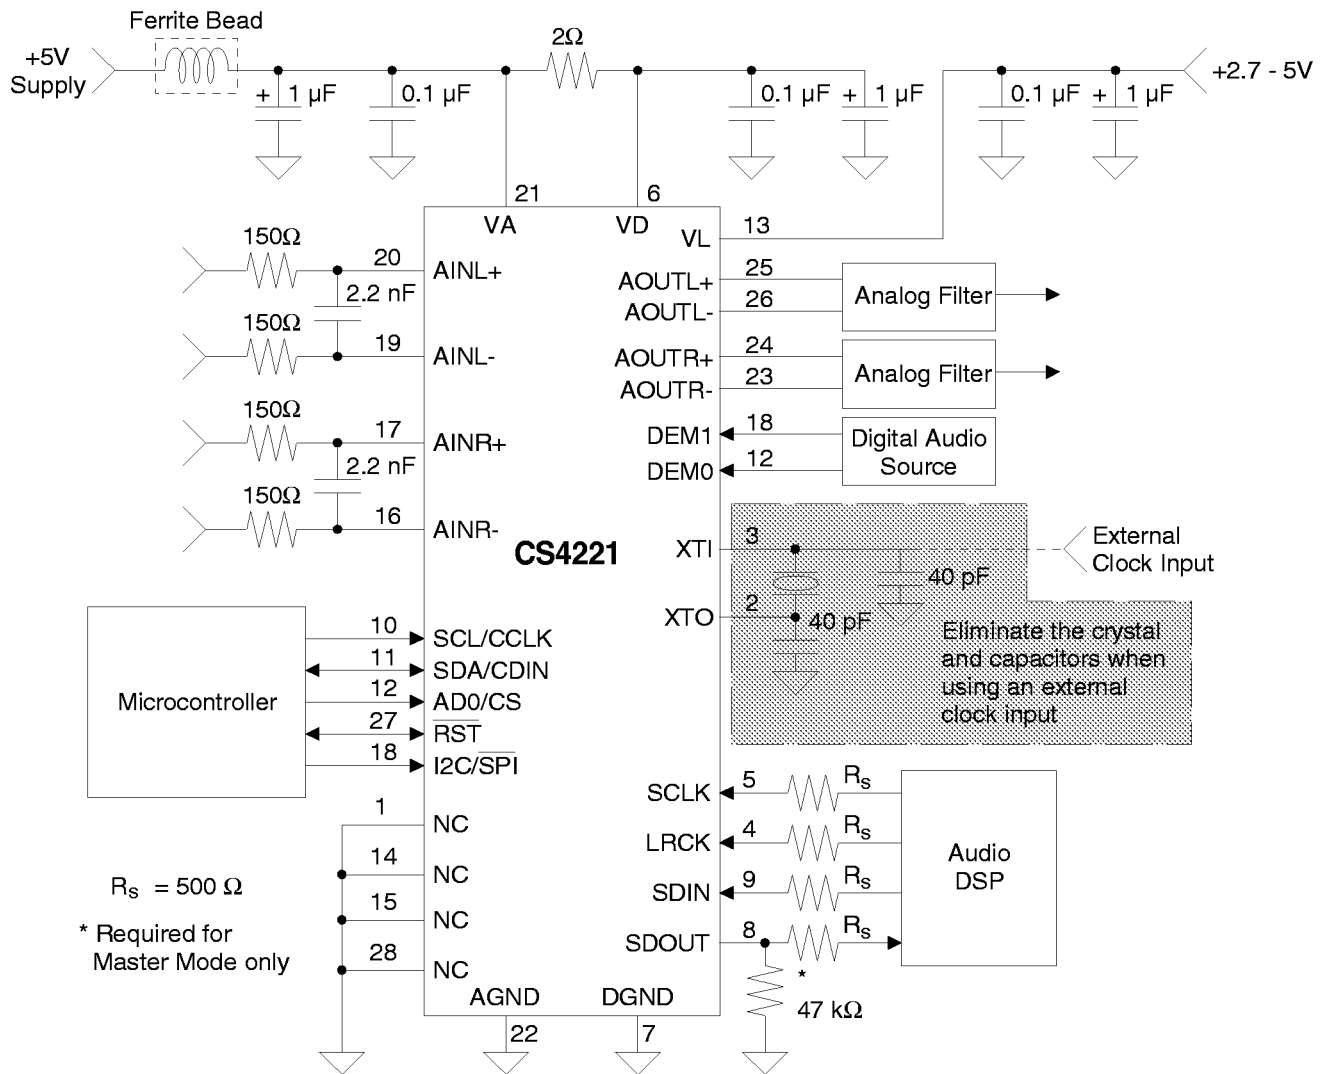 Ferrite Bead
+5V
Supply
+ 1 µF
0.1 µF
2Ω
0.1 µF
+ 1 µF
0.1 µF
+ 1 µF
+2.7 - 5V
21
6
VA
VD
13
VL
150Ω
20
AINL+
2.2 nF
150Ω
19
AINL-
150Ω
17
AINR+
2.2 nF
150Ω
16
AINR-
25
AOUTL+
26
AOUTL-
Analog Filter
24
AOUTR+
23
AOUTR-
Analog Filter
18
DEM1
12
DEM0
Digital Audio
Source
CS4221
3
XTI
40 pF
2
XTO
40 pF
External
Clock Input
Eliminate the crystal
and capacitors when
using an external
clock input
Microcontroller
10
SCL/CCLK
11
SDA/CDIN
12
AD0/CS
27
RST
18
I2C/SPI
1
NC
14
NC
15
NC
28
NC
Rs = 500 Ω
* Required for
Master Mode only
5
SCLK
Rs
4
LRCK
Rs
9
SDIN
Rs
8
SDOUT
Rs
Audio
DSP
*
47 kΩ
AGND
DGND
22
7